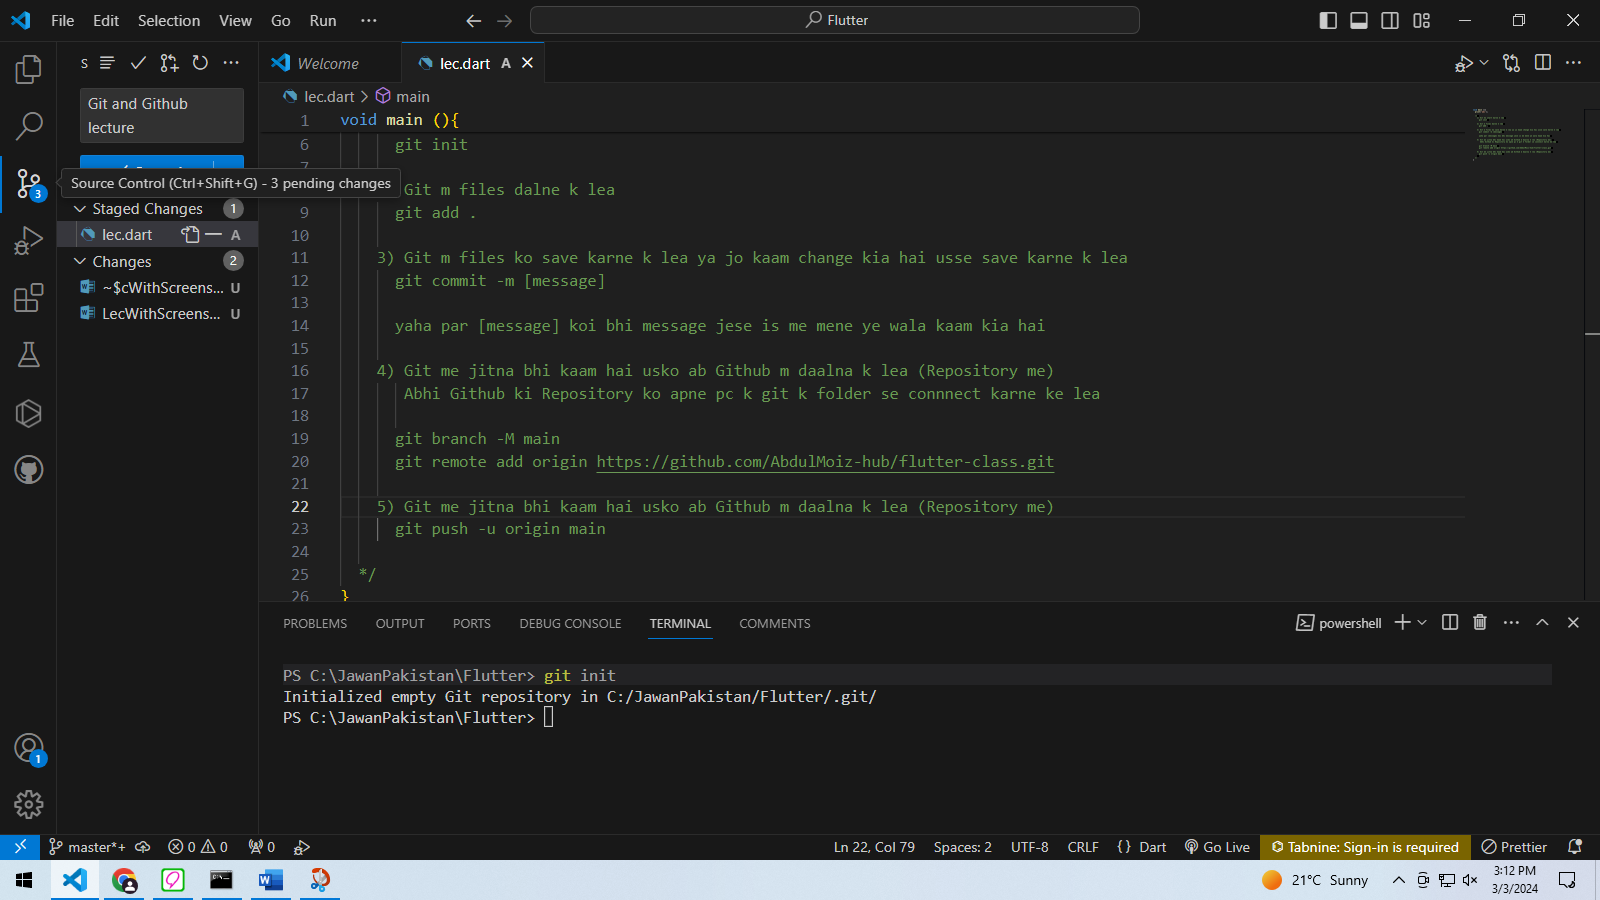 File Edit Selection View Go Run ···
Flutter
S
Git and Github
lecture
Source Control (Ctrl+Shift+G) - 3 pending changes
3
Staged Changes 1
lec.dart A
Changes 2
~$cWithScreens... U
LecWithScreens... U
1
Welcome
lec.dart A
lec.dart > main
1 void main (){
6 git init
7
Git m files dalne k lea
9 git add .
10
11 3) Git m files ko save karne k lea ya jo kaam change kia hai usse save karne k lea
12 git commit -m [message]
13
14 yaha par [message] koi bhi message jese is me mene ye wala kaam kia hai
15
16 4) Git me jitna bhi kaam hai usko ab Github m daalna k lea (Repository me)
17 Abhi Github ki Repository ko apne pc k git k folder se connnect karne ke lea
18
19 git branch -M main
20 git remote add origin https://github.com/AbdulMoiz-hub/flutter-class.git
21
22 5) Git me jitna bhi kaam hai usko ab Github m daalna k lea (Repository me)
23 git push -u origin main
24
25 */
26 }
PROBLEMS OUTPUT PORTS DEBUG CONSOLE TERMINAL COMMENTS
powershell
PS C:\JawanPakistan\Flutter> git init
Initialized empty Git repository in C:/JawanPakistan/Flutter/.git/
PS C:\JawanPakistan\Flutter>
master*+ 0 0 0
Ln 22, Col 79 Spaces: 2 UTF-8 CRLF {} Dart Go Live Tabnine: Sign-in is required Prettier
21°C Sunny
3:12 PM
3/3/2024